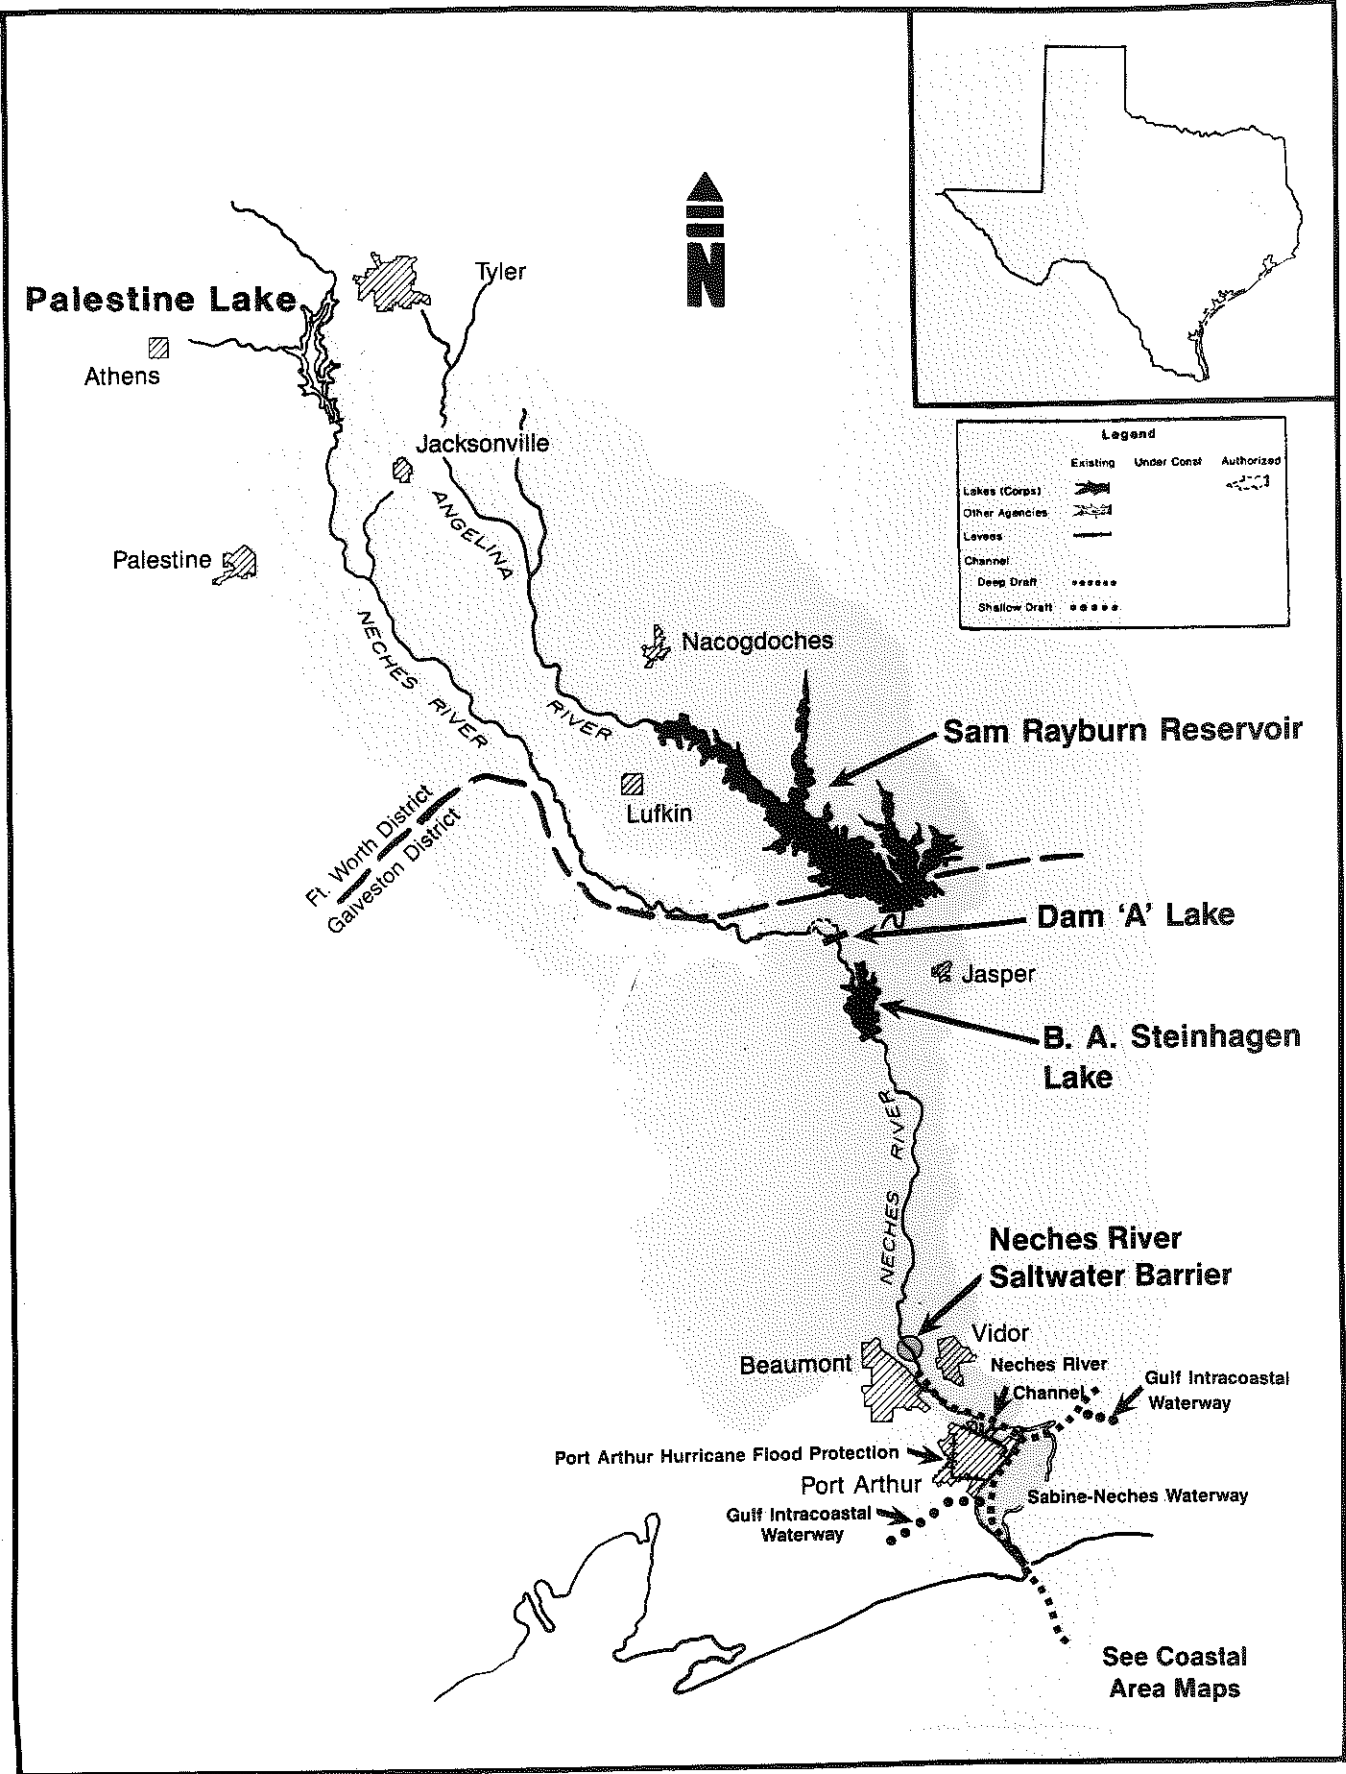 N
Tyler
Palestine Lake
Athens
Jacksonville
ANGELINA
RIVER
Palestine
NECHES RIVER
Nacogdoches
Legend
Existing Under Const Authorized
Lakes (Corps)
Other Agencies
Levees
Channel
Deep Draft
Shallow Draft
Sam Rayburn Reservoir
Lufkin
Ft. Worth District
Galveston District
Dam ‘A’ Lake
Jasper
B. A. Steinhagen
Lake
NECHES RIVER
NECHES RIVER
Neches River
Saltwater Barrier
Vidor
Beaumont
Neches River
Channel
Gulf Intracoastal
Waterway
Port Arthur Hurricane Flood Protection
Port Arthur
Sabine-Neches Waterway
Gulf Intracoastal
Waterway
See Coastal
Area Maps